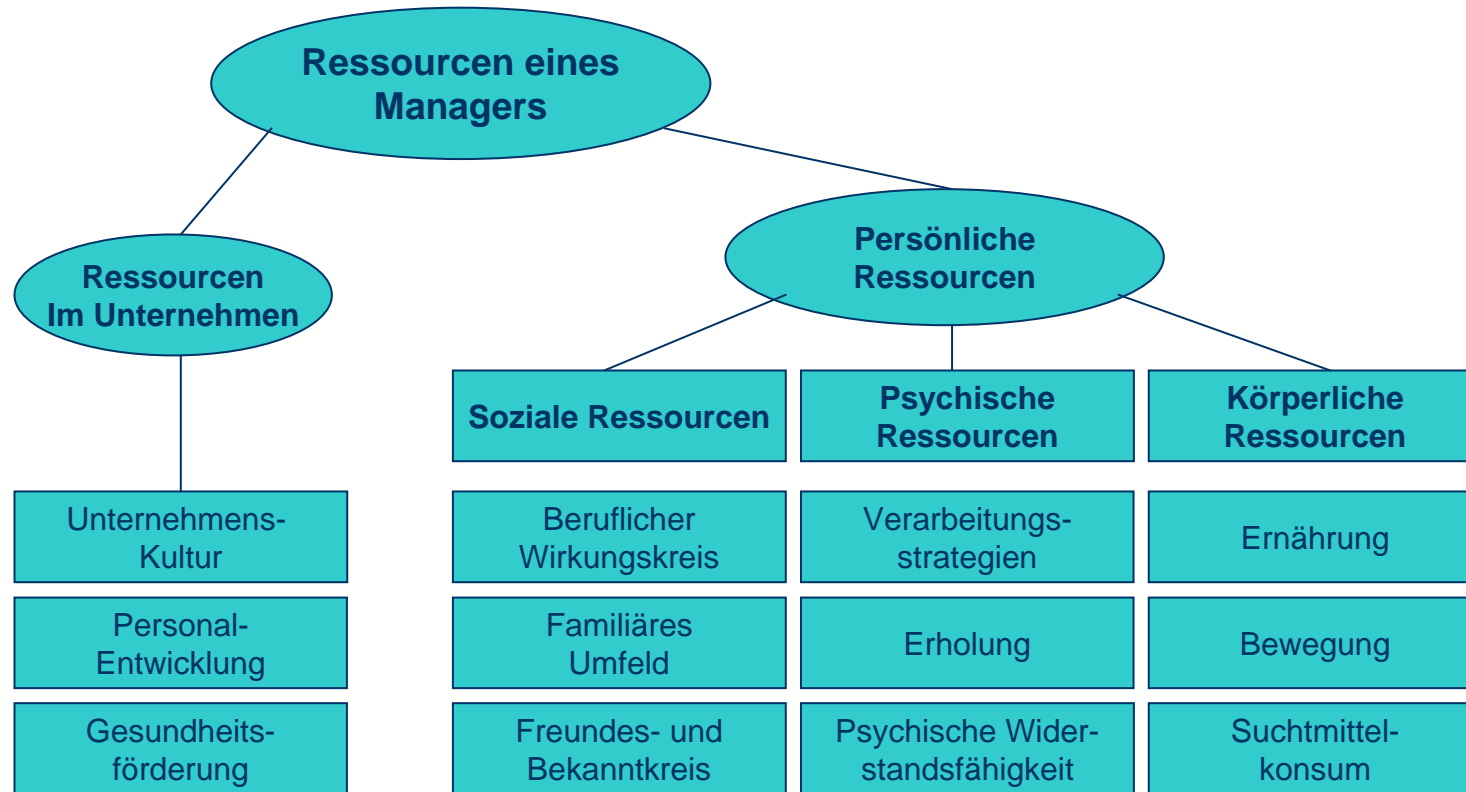 Ressourcen eines
Managers
Ressourcen
Im Unternehmen
Persönliche
Ressourcen
Soziale Ressourcen
Psychische
Ressourcen
Körperliche
Ressourcen
Unternehmens-
Kultur
Beruflicher
Wirkungskreis
Verarbeitungs-
strategien
Ernährung
Personal-
Entwicklung
Familiäres
Umfeld
Erholung
Bewegung
Gesundheits-
förderung
Freundes- und
Bekanntkreis
Psychische Wider-
standsfähigkeit
Suchtmittel-
konsum